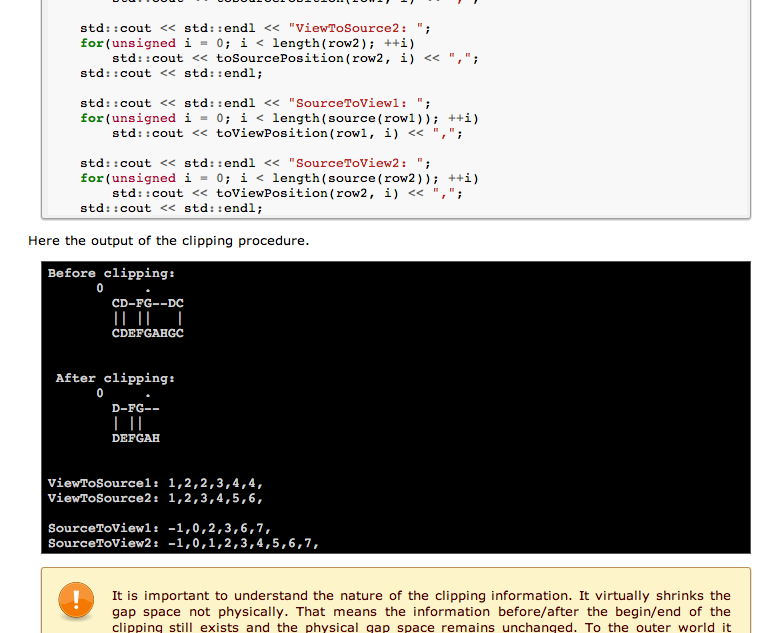 std::cout << std::endl << "ViewToSource2: ";
for(unsigned i = 0; i < length(row2); ++i)
std::cout << toSourcePosition(row2, i) << ",";
std::cout << std::endl;
std::cout << std::endl << "SourceToView1: ";
for(unsigned i = 0; i < length(source(row1)); ++i)
std::cout << toViewPosition(row1, i) << ",";
std::cout << std::endl << "SourceToView2: ";
for(unsigned i = 0; i < length(source(row2)); ++i)
std::cout << toViewPosition(row2, i) << ",";
std::cout << std::endl;
Here the output of the clipping procedure.
Before clipping:
0 .
CD-FG--DC
|| || |
CDEFGAHGC
After clipping:
0 .
D-FG--
| ||
DEFGAH
ViewToSource1: 1,2,2,3,4,4,
ViewToSource2: 1,2,3,4,5,6,
SourceToView1: -1,0,2,3,6,7,
SourceToView2: -1,0,1,2,3,4,5,6,7,
It is important to understand the nature of the clipping information. It virtually shrinks the
gap space not physically. That means the information before/after the begin/end of the
clipping still exists and the physical gap space remains unchanged. To the outer world it